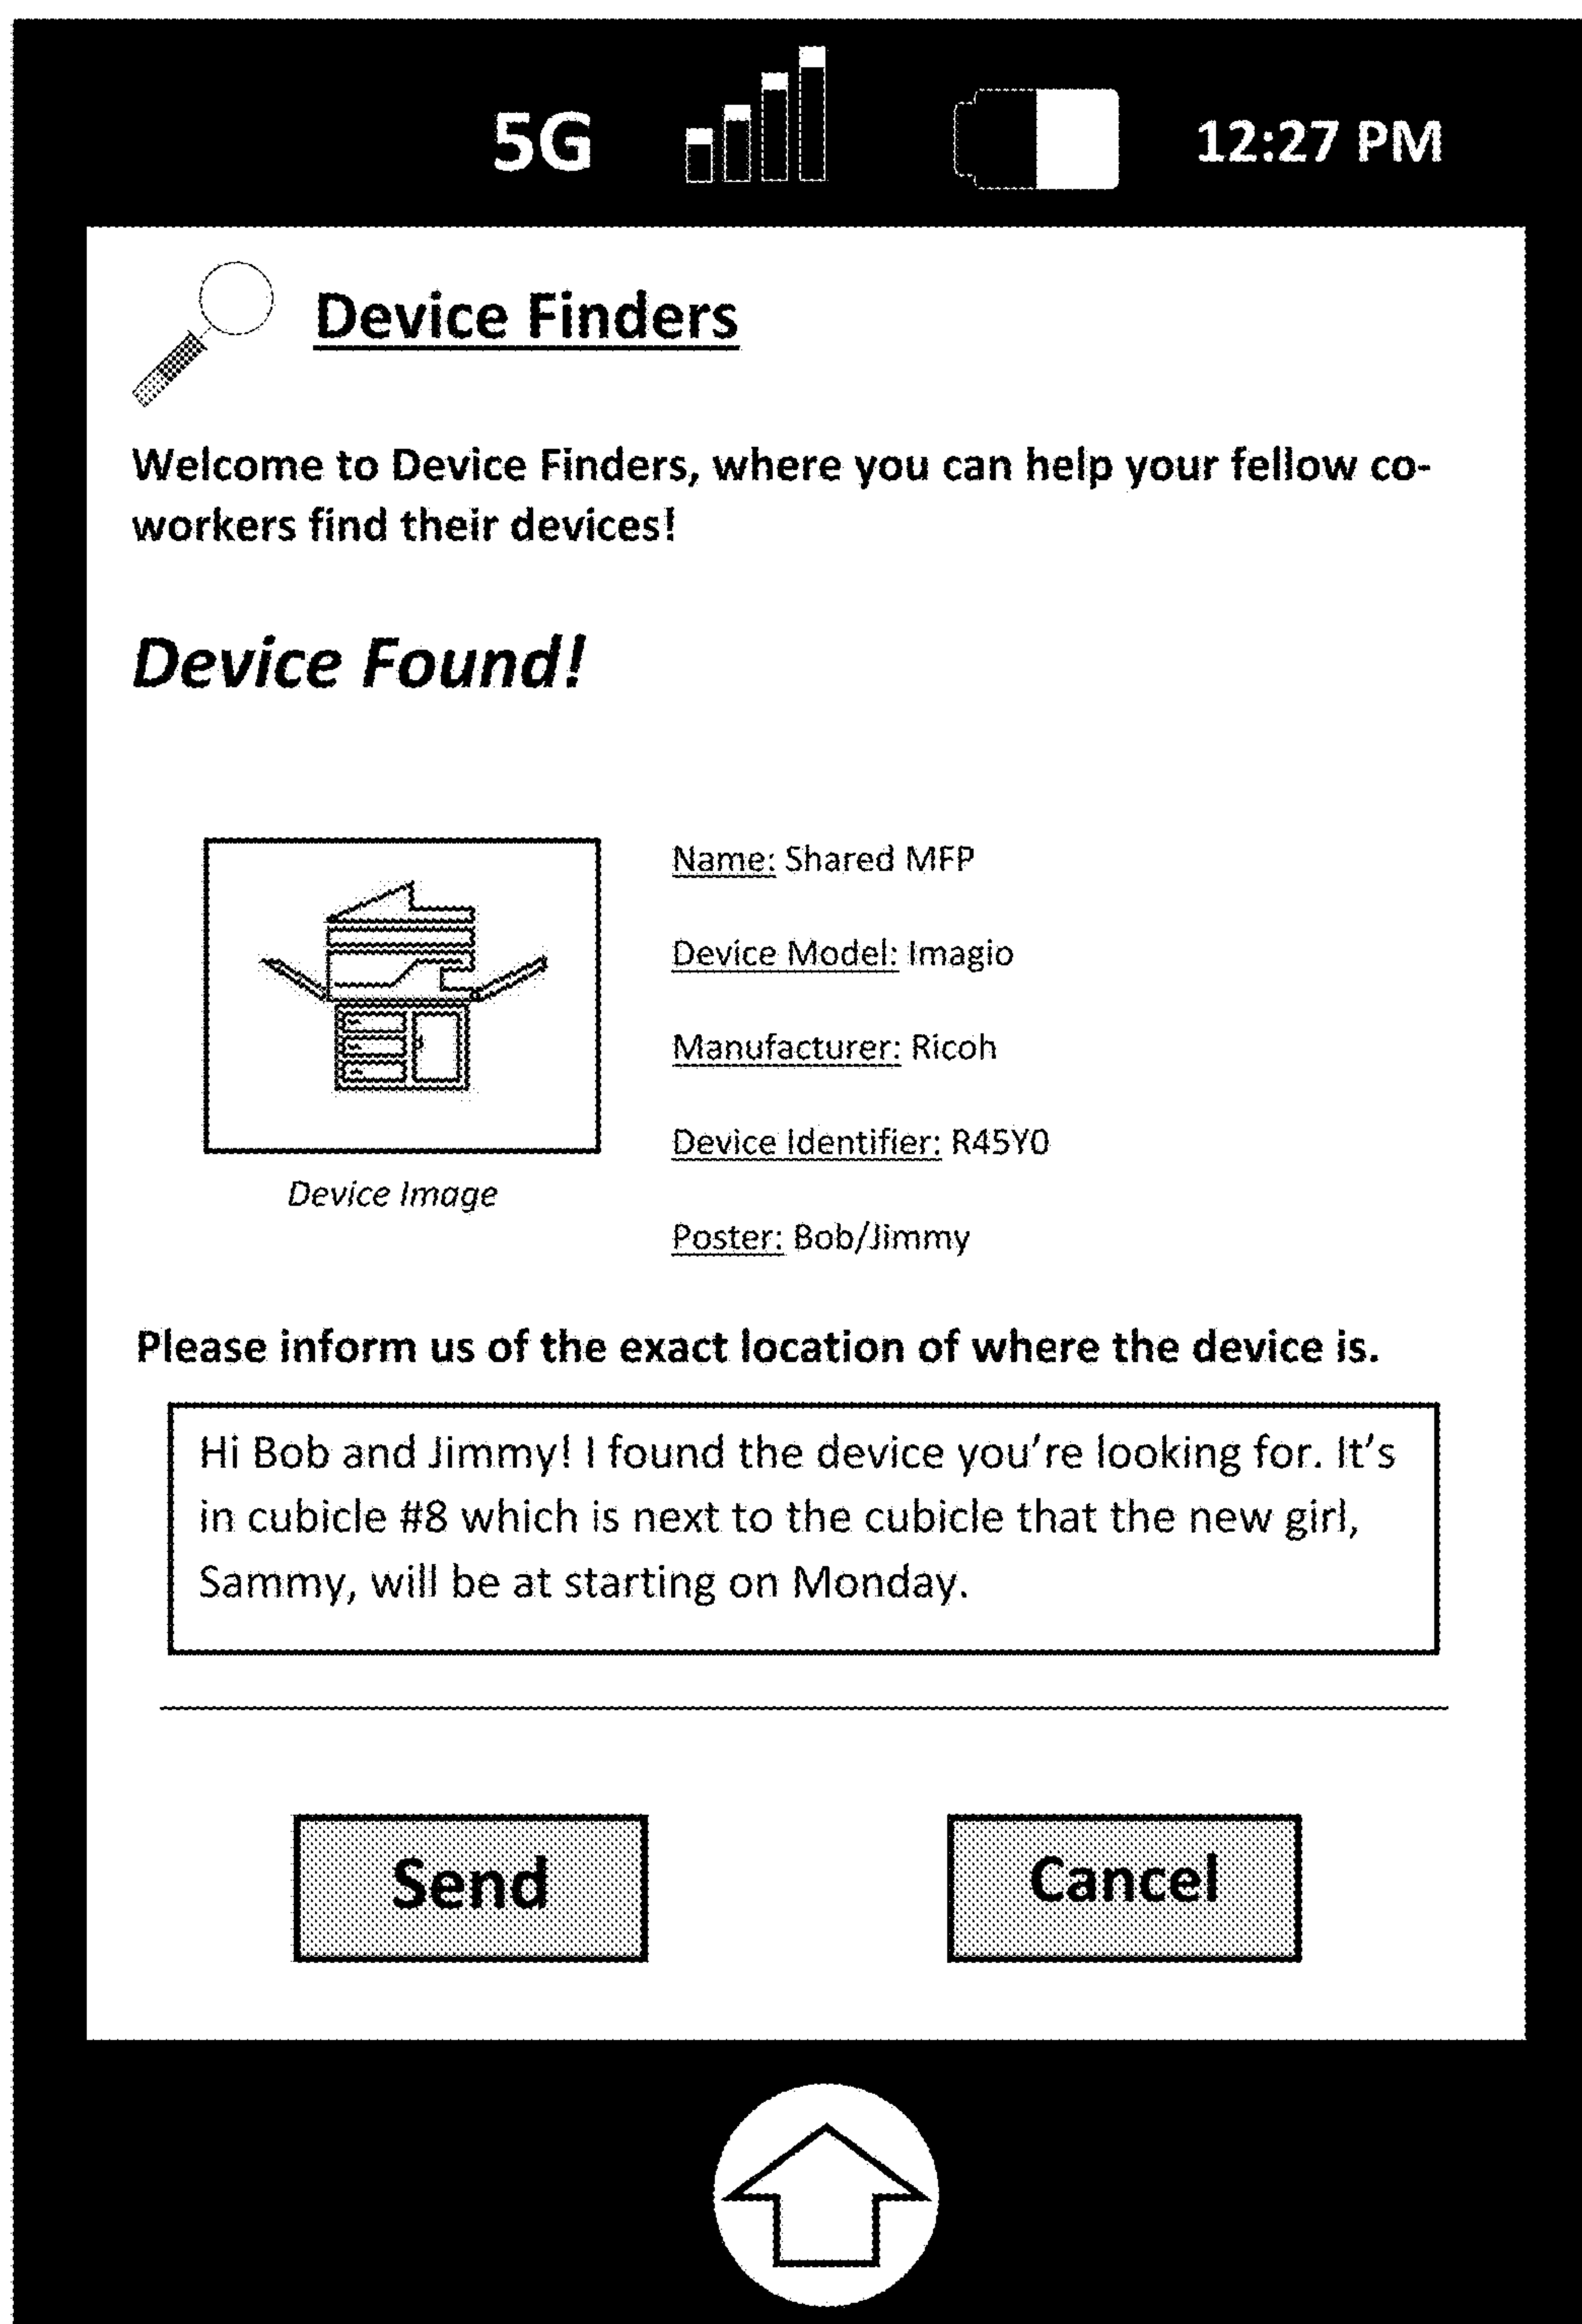 5G 12:27 PM
Device Finders
Welcome to Device Finders, where you can help your fellow co-
workers find their devices!
Device Found!
Name: Shared MFP
Device Model: Imagio
Manufacturer: Ricoh
Device Identifier: R45Y0
Device Image
Poster: Bob/Jimmy
Please inform us of the exact location of where the device is.
Hi Bob and Jimmy! I found the device you're looking for. It's
in cubicle #8 which is next to the cubicle that the new girl,
Sammy, will be at starting on Monday.
Send Cancel